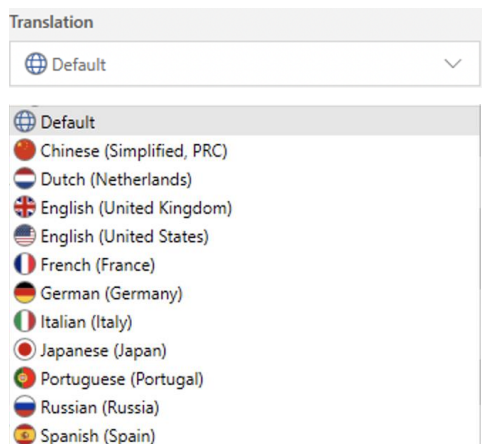 Translation
Default
Default
Chinese (Simplified, PRC)
Dutch (Netherlands)
English (United Kingdom)
English (United States)
French (France)
German (Germany)
Italian (Italy)
Japanese (Japan)
Portuguese (Portugal)
Russian (Russia)
Spanish (Spain)